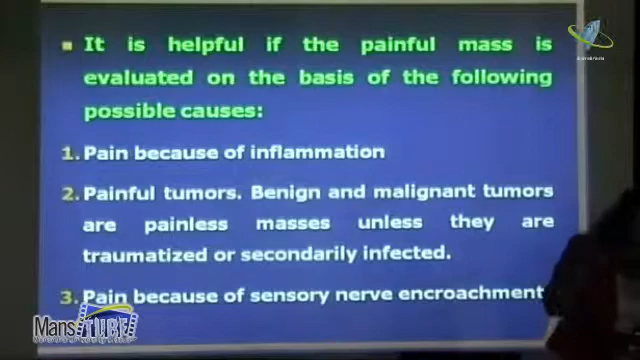 It is helpful if the painful mass is
evaluated on the basis of the following
possible causes:
1. Pain because of inflammation
2. Painful tumors. Benign and malignant tumors
are painless masses unless they are
traumatized or secondarily infected.
3. Pain because of sensory nerve encroachment
Mans TUBE